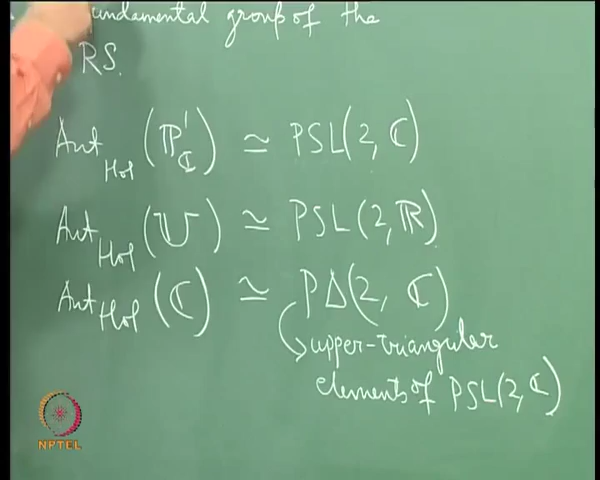 fundamental group of the
RS.
Aut_Hol (ℙ¹_ℂ) ≃ PSL(2, ℂ)
Aut_Hol (U) ≃ PSL(2, ℝ)
Aut_Hol (ℂ) ≃ PΔ(2, ℂ)
upper-triangular
elements of PSL(2, ℂ)
NPTEL